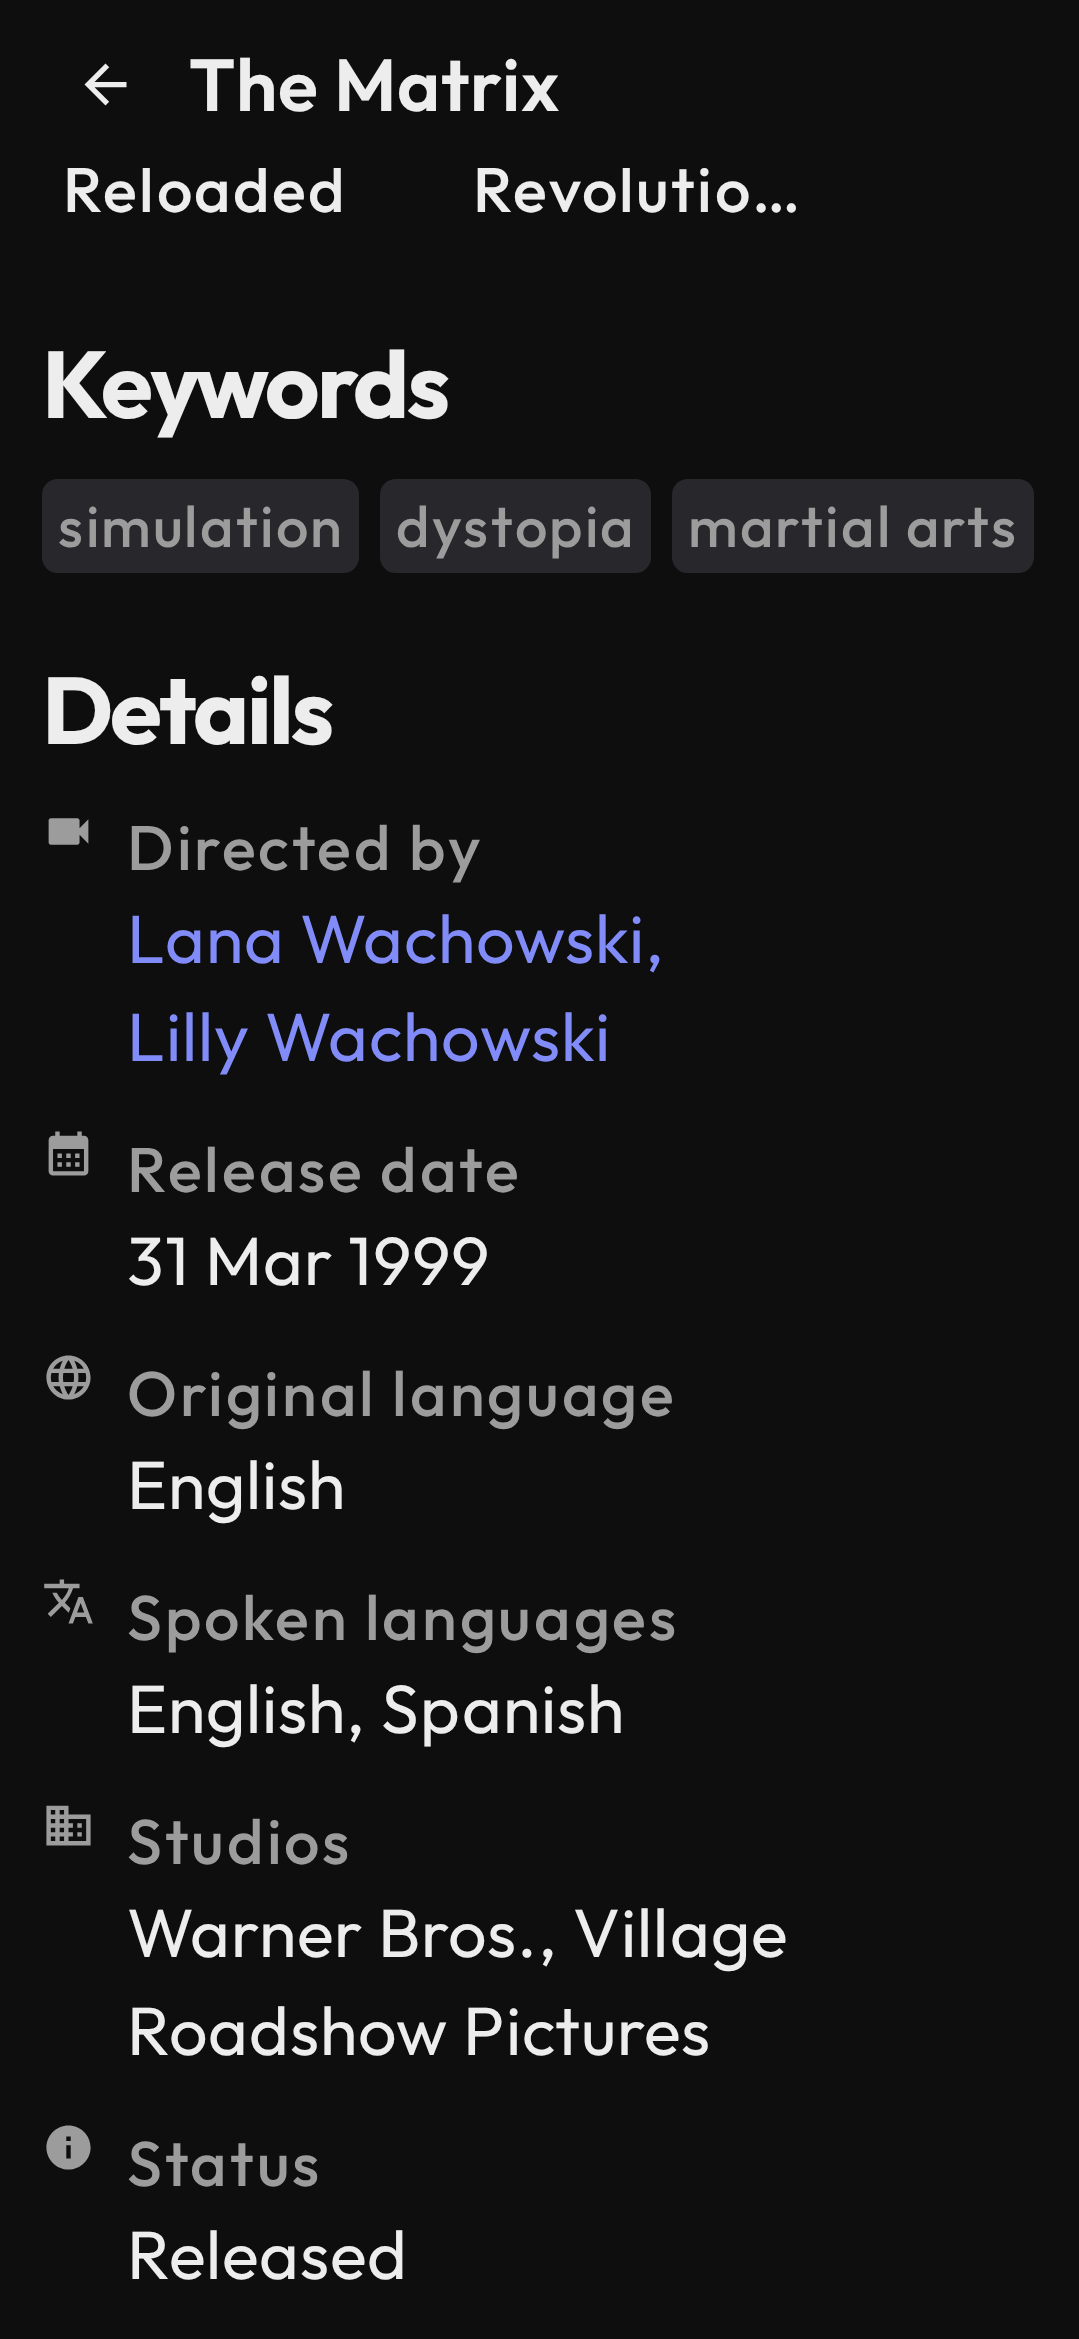 The Matrix
Reloaded
Revolutio...
Keywords
simulation
dystopia
martial arts
Details
Directed by
Lana Wachowski,
Lilly Wachowski
Release date
31 Mar 1999
Original language
English
Spoken languages
English, Spanish
Studios
Warner Bros., Village
Roadshow Pictures
Status
Released